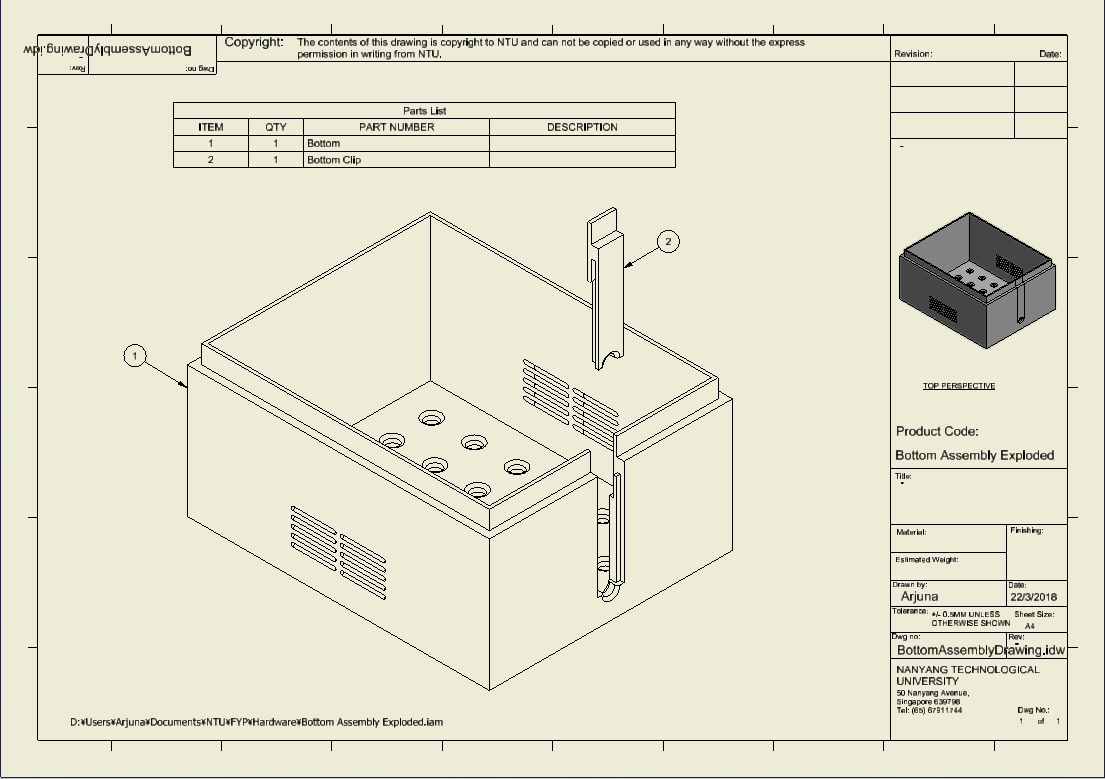 BottomAssemblyDrawing.idw
Dwg no:
Rev:
-
Copyright: The contents of this drawing is copyright to NTU and can not be copied or used in any way without the express
permission in writing from NTU.
Revision: Date:
Parts List
ITEM QTY PART NUMBER DESCRIPTION
1 1 Bottom
2 1 Bottom Clip
-
2
1
TOP PERSPECTIVE
Product Code:
Bottom Assembly Exploded
Title:
-
Material: Finishing:
Estimated Weight:
Drawn by: Date:
Arjuna 22/3/2018
Tolerance: +/- 0.5MM UNLESS
OTHERWISE SHOWN
Sheet Size:
A4
Dwg no: Rev:
-
BottomAssemblyDrawing.idw
NANYANG TECHNOLOGICAL
UNIVERSITY
50 Nanyang Avenue,
Singapore 639798
Tel: (65) 67911744
Dwg No.:
1 of 1
D:¥Users¥Arjuna¥Documents¥NTU¥FYP¥Hardware¥Bottom Assembly Exploded.iam